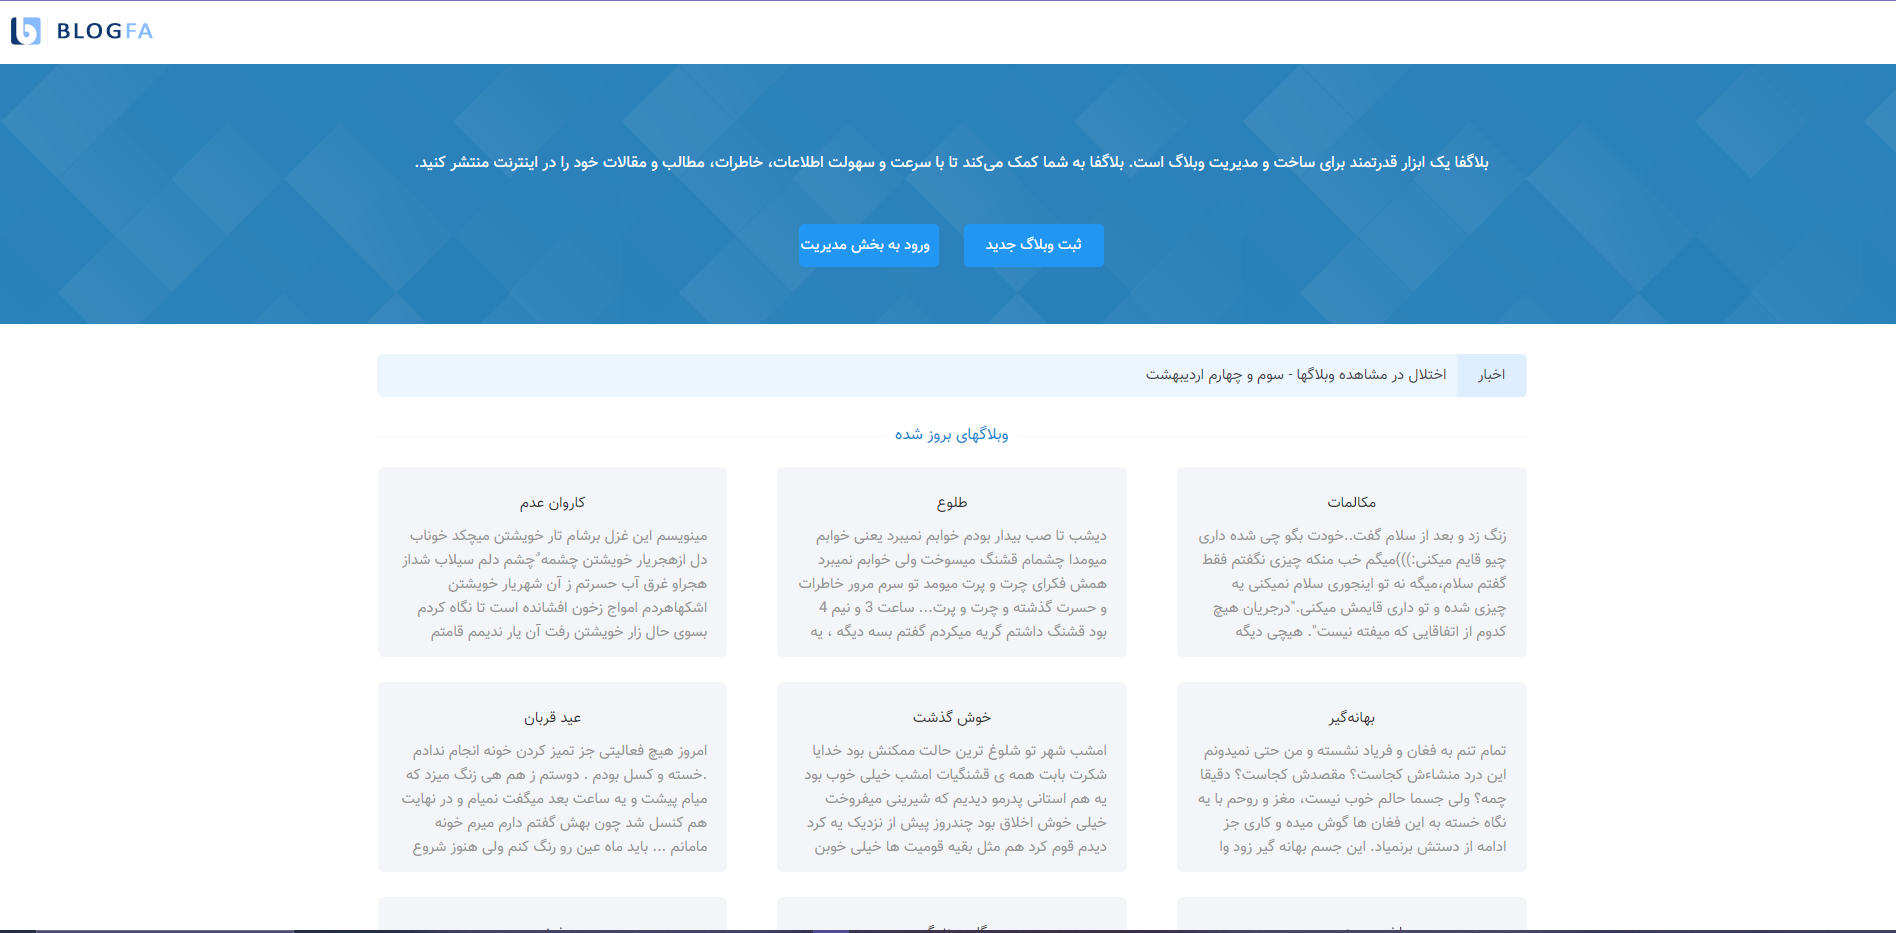 BLOGFA
بلاگفا یک ابزار قدرتمند برای ساخت و مدیریت وبلاگ است. بلاگفا به شما کمک می‌کند تا با سرعت و سهولت اطلاعات، خاطرات، مطالب و مقالات خود را در اینترنت منتشر کنید.
ثبت وبلاگ جدید
ورود به بخش مدیریت
اخبار
اختلال در مشاهده وبلاگها - سوم و چهارم اردیبهشت
وبلاگهای بروز شده
مکالمات
زنگ زد و بعد از سلام گفت..خودت بگو چی شده داری
چیو قایم میکنی:)))میگم خب منکه چیزی نگفتم فقط
گفتم سلام،میگه نه تو اینجوری سلام نمیکنی یه
چیزی شده و تو داری قایمش میکنی."درجریان هیچ
کدوم از اتفاقایی که میفته نیست". هیچی دیگه
طلوع
دیشب تا صب بیدار بودم خوابم نمیبرد یعنی خوابم
میومدا چشمام قشنگ میسوخت ولی خوابم نمیبرد
همش فکرای چرت و پرت میومد تو سرم مرور خاطرات
و حسرت گذشته و چرت و پرت... ساعت 3 و نیم 4
بود قشنگ داشتم گریه میکردم گفتم بسه دیگه ، یه
کاروان عدم
مینویسم این غزل برشام تار خویشتن میچکد خوناب
دل ازهجریار خویشتن چشمه ٔچشم دلم سیلاب شداز
هجراو غرق آب حسرتم ز آن شهریار خویشتن
اشکهاهردم امواج زخون افشانده است تا نگاه کردم
بسوی حال زار خویشتن رفت آن یار ندیمم قامتم
بهانه‌گیر
تمام تنم به فغان و فریاد نشسته و من حتی نمیدونم
این درد منشاءش کجاست؟ مقصدش کجاست؟ دقیقا
چمه؟ ولی جسما حالم خوب نیست، مغز و روحم با یه
نگاه خسته به این فغان ها گوش میده و کاری جز
ادامه از دستش برنمیاد. این جسم بهانه گیر زود وا
خوش گذشت
امشب شهر تو شلوغ ترین حالت ممکنش بود خدایا
شکرت بابت همه ی قشنگیات امشب خیلی خوب بود
یه هم استانی پدرمو دیدیم که شیرینی میفروخت
خیلی خوش اخلاق بود چندروز پیش از نزدیک یه کرد
دیدم قوم کرد هم مثل بقیه قومیت ها خیلی خوبن
عید قربان
امروز هیچ فعالیتی جز تمیز کردن خونه انجام ندادم
.خسته و کسل بودم . دوستم ز هم هی زنگ میزد که
میام پیشت و یه ساعت بعد میگفت نمیام و در نهایت
هم کنسل شد چون بهش گفتم دارم میرم خونه
مامانم ... باید ماه عین رو رنگ کنم ولی هنوز شروع